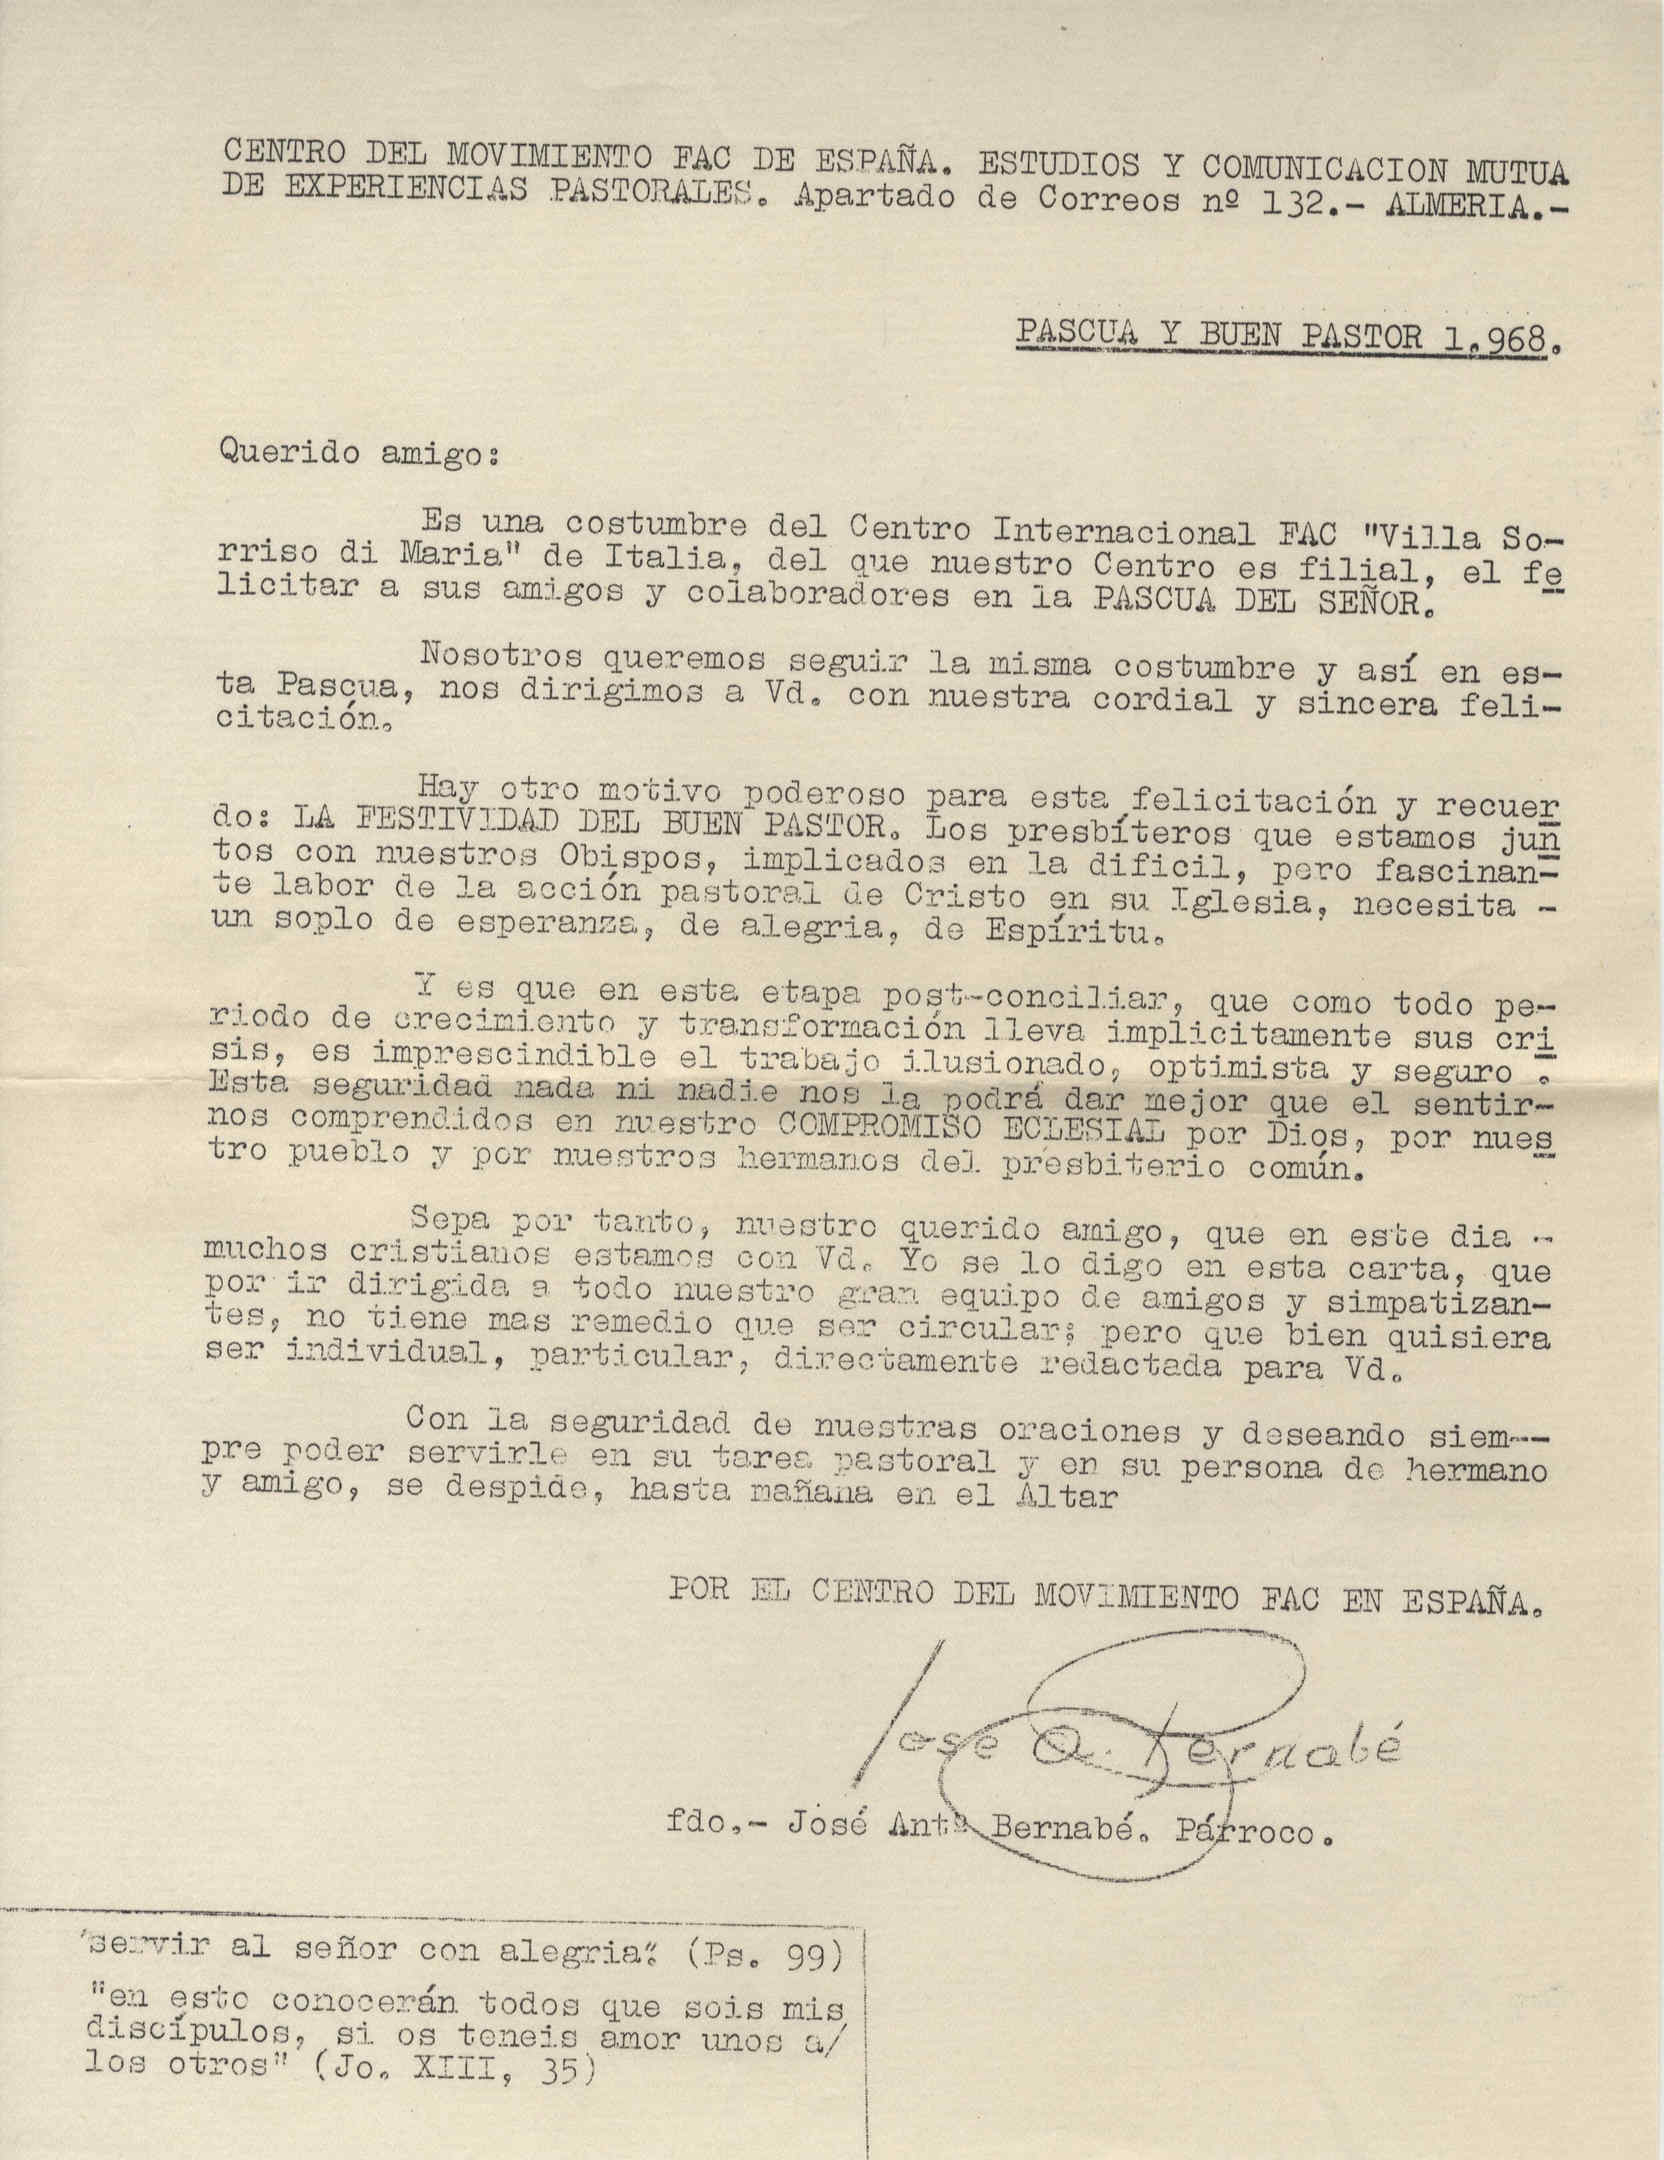 CENTRO DEL MOVIMIENTO FAC DE ESPAÑA. ESTUDIOS Y COMUNICACION MUTUA
DE EXPERIENCIAS PASTORALES. Apartado de Correos nº 132.- ALMERIA.-
PASCUA Y BUEN PASTOR 1.968.
Querido amigo:
Es una costumbre del Centro Internacional FAC "Villa So-
rriso di Maria" de Italia, del que nuestro Centro es filial, el fe
licitar a sus amigos y colaboradores en la PASCUA DEL SEÑOR.
Nosotros queremos seguir la misma costumbre y así en es-
ta Pascua, nos dirigimos a Vd. con nuestra cordial y sincera feli-
citación.
Hay otro motivo poderoso para esta felicitación y recuer
do: LA FESTIVIDAD DEL BUEN PASTOR. Los presbíteros que estamos jun
tos con nuestros Obispos, implicados en la dificil, pero fascinan-
te labor de la acción pastoral de Cristo en su Iglesia, necesita -
un soplo de esperanza, de alegria, de Espíritu.
Y es que en esta etapa post-conciliar, que como todo pe-
riodo de crecimiento y transformación lleva implicitamente sus cri
sis, es imprescindible el trabajo ilusionado, optimista y seguro .
Esta seguridad nada ni nadie nos la podrá dar mejor que el sentir-
nos comprendidos en nuestro COMPROMISO ECLESIAL por Dios, por nues
tro pueblo y por nuestros hermanos del presbiterio común.
Sepa por tanto, nuestro querido amigo, que en este dia -
muchos cristianos estamos con Vd. Yo se lo digo en esta carta, que
por ir dirigida a todo nuestro gran equipo de amigos y simpatizan-
tes, no tiene mas remedio que ser circular; pero que bien quisiera
ser individual, particular, directamente redactada para Vd.
Con la seguridad de nuestras oraciones y deseando siem--
pre poder servirle en su tarea pastoral y en su persona de hermano
y amigo, se despide, hasta mañana en el Altar
POR EL CENTRO DEL MOVIMIENTO FAC EN ESPAÑA.
Jose A. Bernabé
fdo.- José Antº Bernabé. Párroco.
"servir al señor con alegria". (Ps. 99)
"en esto conocerán todos que sois mis
discípulos, si os teneis amor unos a/
los otros" (Jo. XIII, 35)